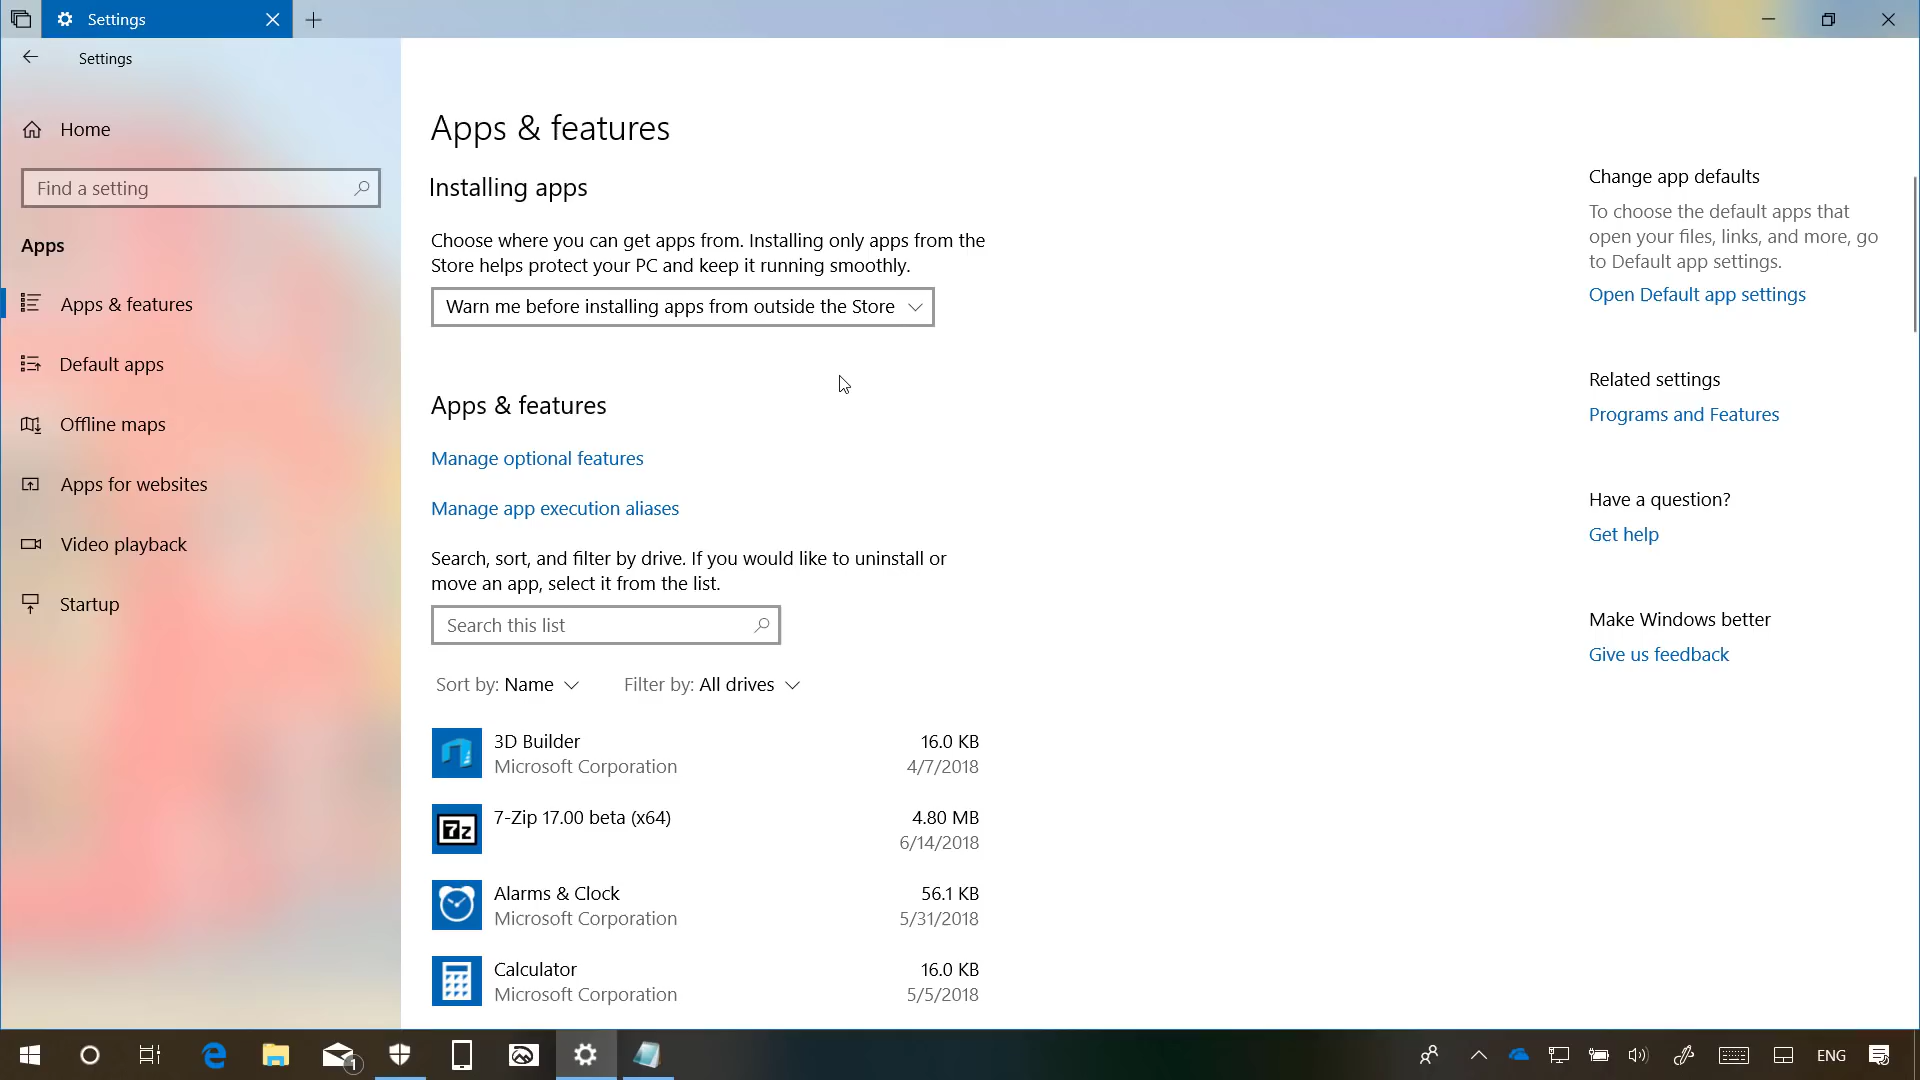 Settings
Settings
Home
Find a setting
Apps
Apps & features
Default apps
Offline maps
Apps for websites
Video playback
Startup
Apps & features
Installing apps
Choose where you can get apps from. Installing only apps from the
Store helps protect your PC and keep it running smoothly.
Warn me before installing apps from outside the Store
Apps & features
Manage optional features
Manage app execution aliases
Search, sort, and filter by drive. If you would like to uninstall or
move an app, select it from the list.
Search this list
Sort by: Name Filter by: All drives
3D Builder 16.0 KB
Microsoft Corporation 4/7/2018
7z
7-Zip 17.00 beta (x64) 4.80 MB
6/14/2018
Alarms & Clock 56.1 KB
Microsoft Corporation 5/31/2018
Calculator 16.0 KB
Microsoft Corporation 5/5/2018
Change app defaults
To choose the default apps that
open your files, links, and more, go
to Default app settings.
Open Default app settings
Related settings
Programs and Features
Have a question?
Get help
Make Windows better
Give us feedback
1
ENG